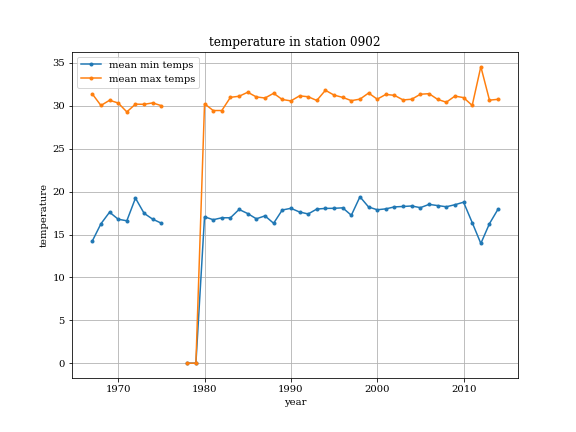 temperature in station 0902
mean min temps
mean max temps
35
30
25
20
15
10
5
0
temperature
1970
1980
1990
2000
2010
year